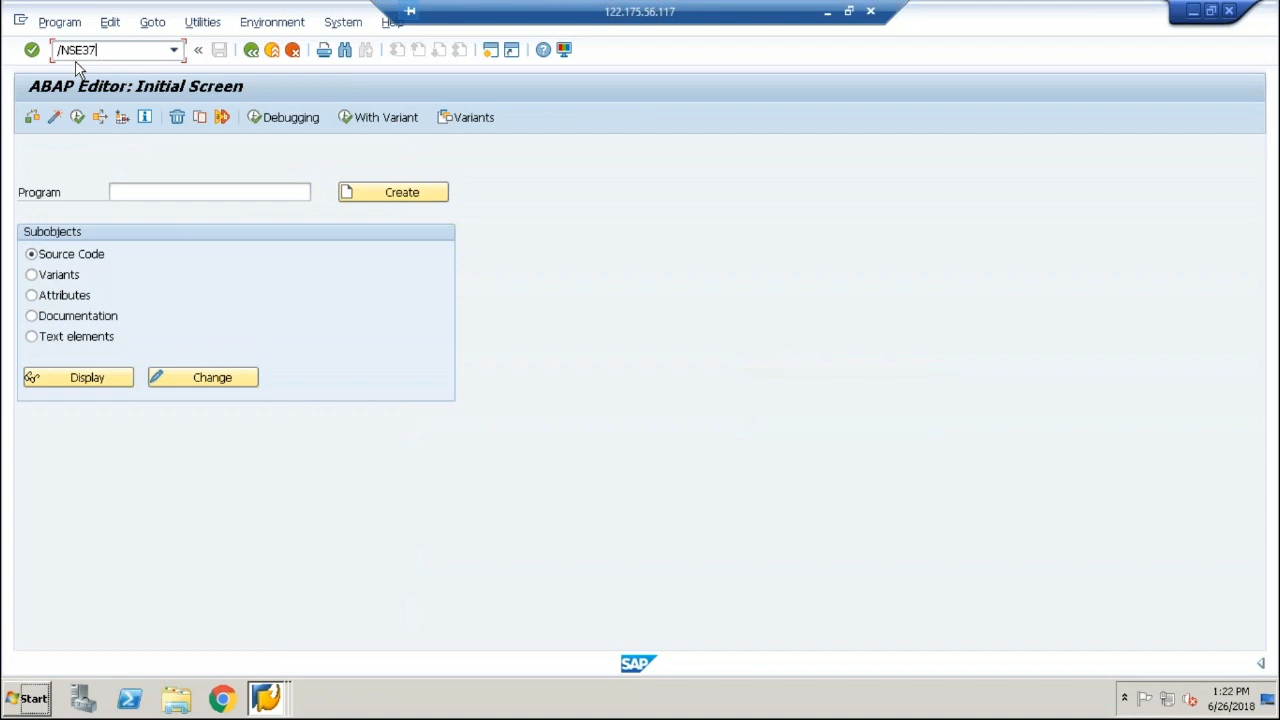 122.175.56.117
Program Edit Goto Utilities Environment System Help
/NSE37
ABAP Editor: Initial Screen
Debugging With Variant Variants
Program Create
Subobjects
Source Code
Variants
Attributes
Documentation
Text elements
Display Change
SAP
Start
1:22 PM
6/26/2018